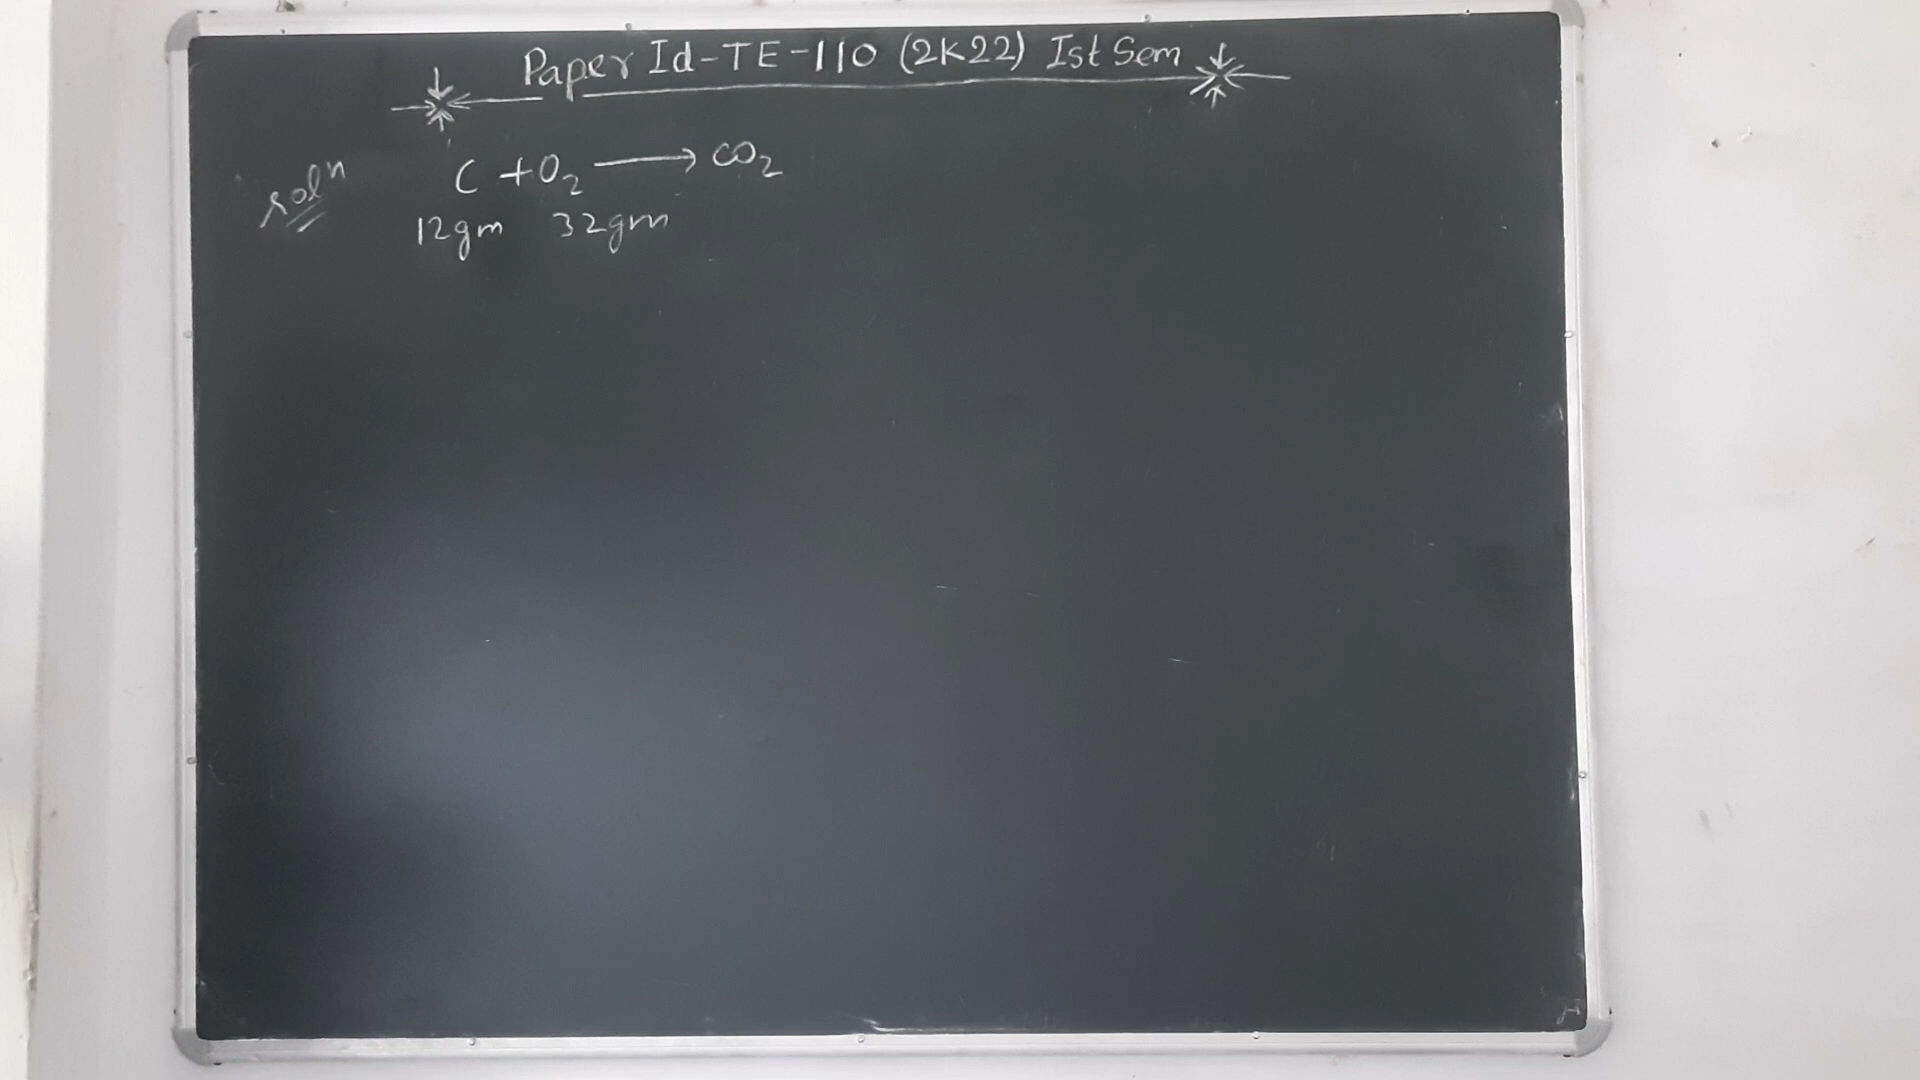 Paper Id-TE-110 (2K22) Ist Sem
solⁿ C + O₂ ⟶ CO₂
12gm 32gm